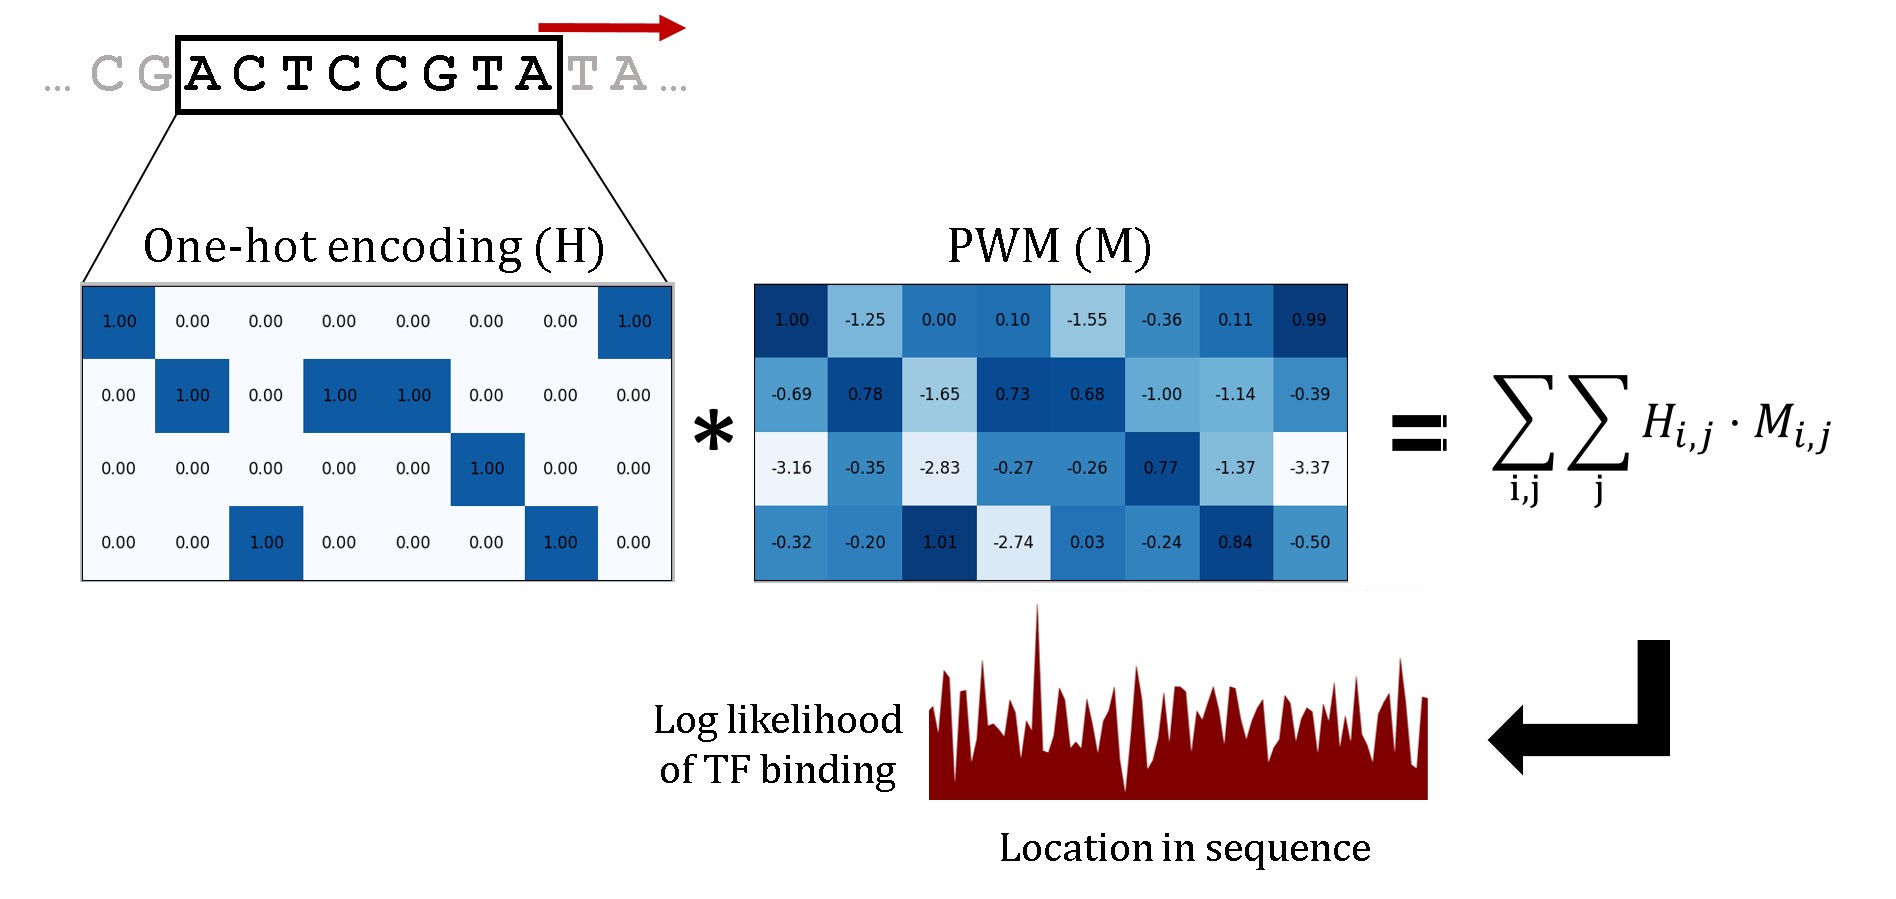 ... C G A C T C C G T A T A ...
One-hot encoding (H)
PWM (M)
1.00 0.00 0.00 0.00 0.00 0.00 0.00 1.00
0.00 1.00 0.00 1.00 1.00 0.00 0.00 0.00
0.00 0.00 0.00 0.00 0.00 1.00 0.00 0.00
0.00 0.00 1.00 0.00 0.00 0.00 1.00 0.00
*
1.00 -1.25 0.00 0.10 -1.55 -0.36 0.11 0.99
-0.69 0.78 -1.65 0.73 0.68 -1.00 -1.14 -0.39
-3.16 -0.35 -2.83 -0.27 -0.26 0.77 -1.37 -3.37
-0.32 -0.20 1.01 -2.74 0.03 -0.24 0.84 -0.50
=
∑ ∑ H_{i,j} · M_{i,j}
i,j j
Log likelihood
of TF binding
Location in sequence